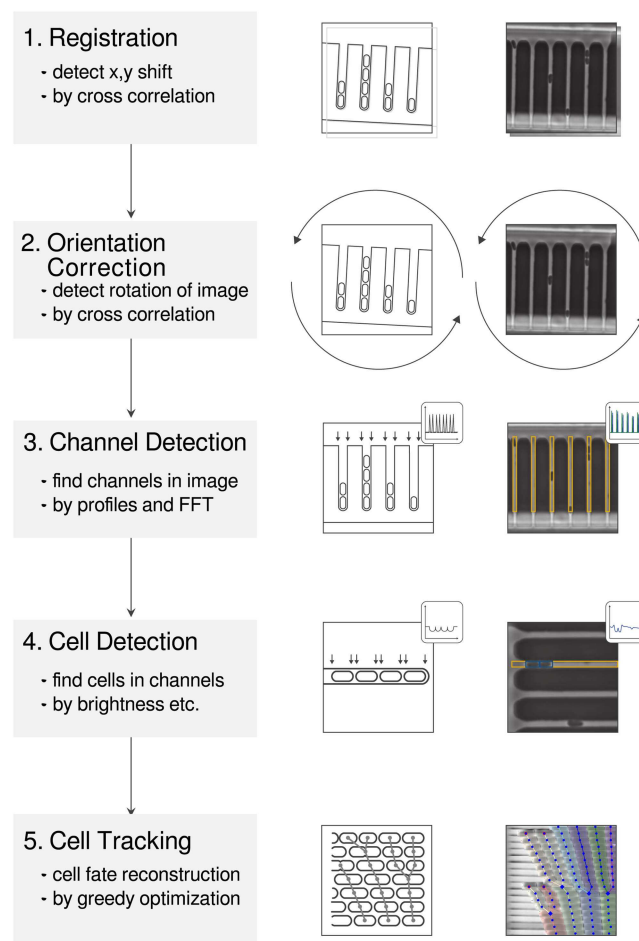 1. Registration
- detect x,y shift
- by cross correlation
2. Orientation
Correction
- detect rotation of image
- by cross correlation
3. Channel Detection
- find channels in image
- by profiles and FFT
4. Cell Detection
- find cells in channels
- by brightness etc.
5. Cell Tracking
- cell fate reconstruction
- by greedy optimization